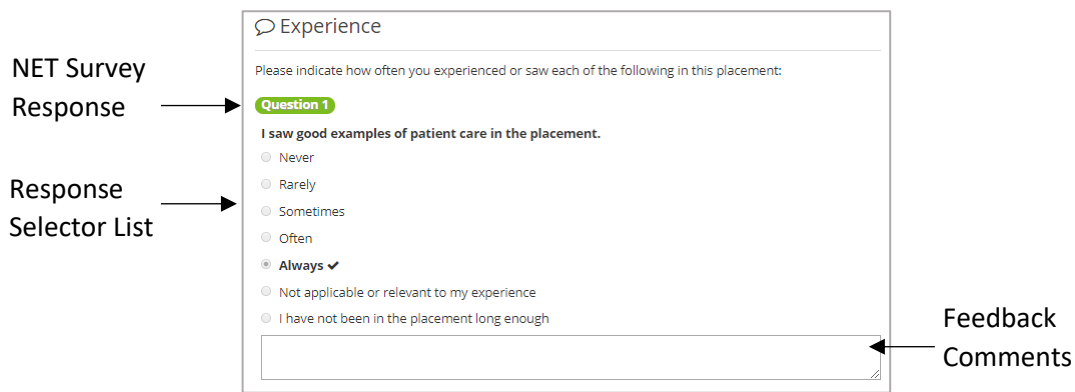 Experience
NET Survey
Response
Please indicate how often you experienced or saw each of the following in this placement:
Question 1
I saw good examples of patient care in the placement.
Never
Rarely
Response
Selector List
Sometimes
Often
Always
Not applicable or relevant to my experience
I have not been in the placement long enough
Feedback
Comments